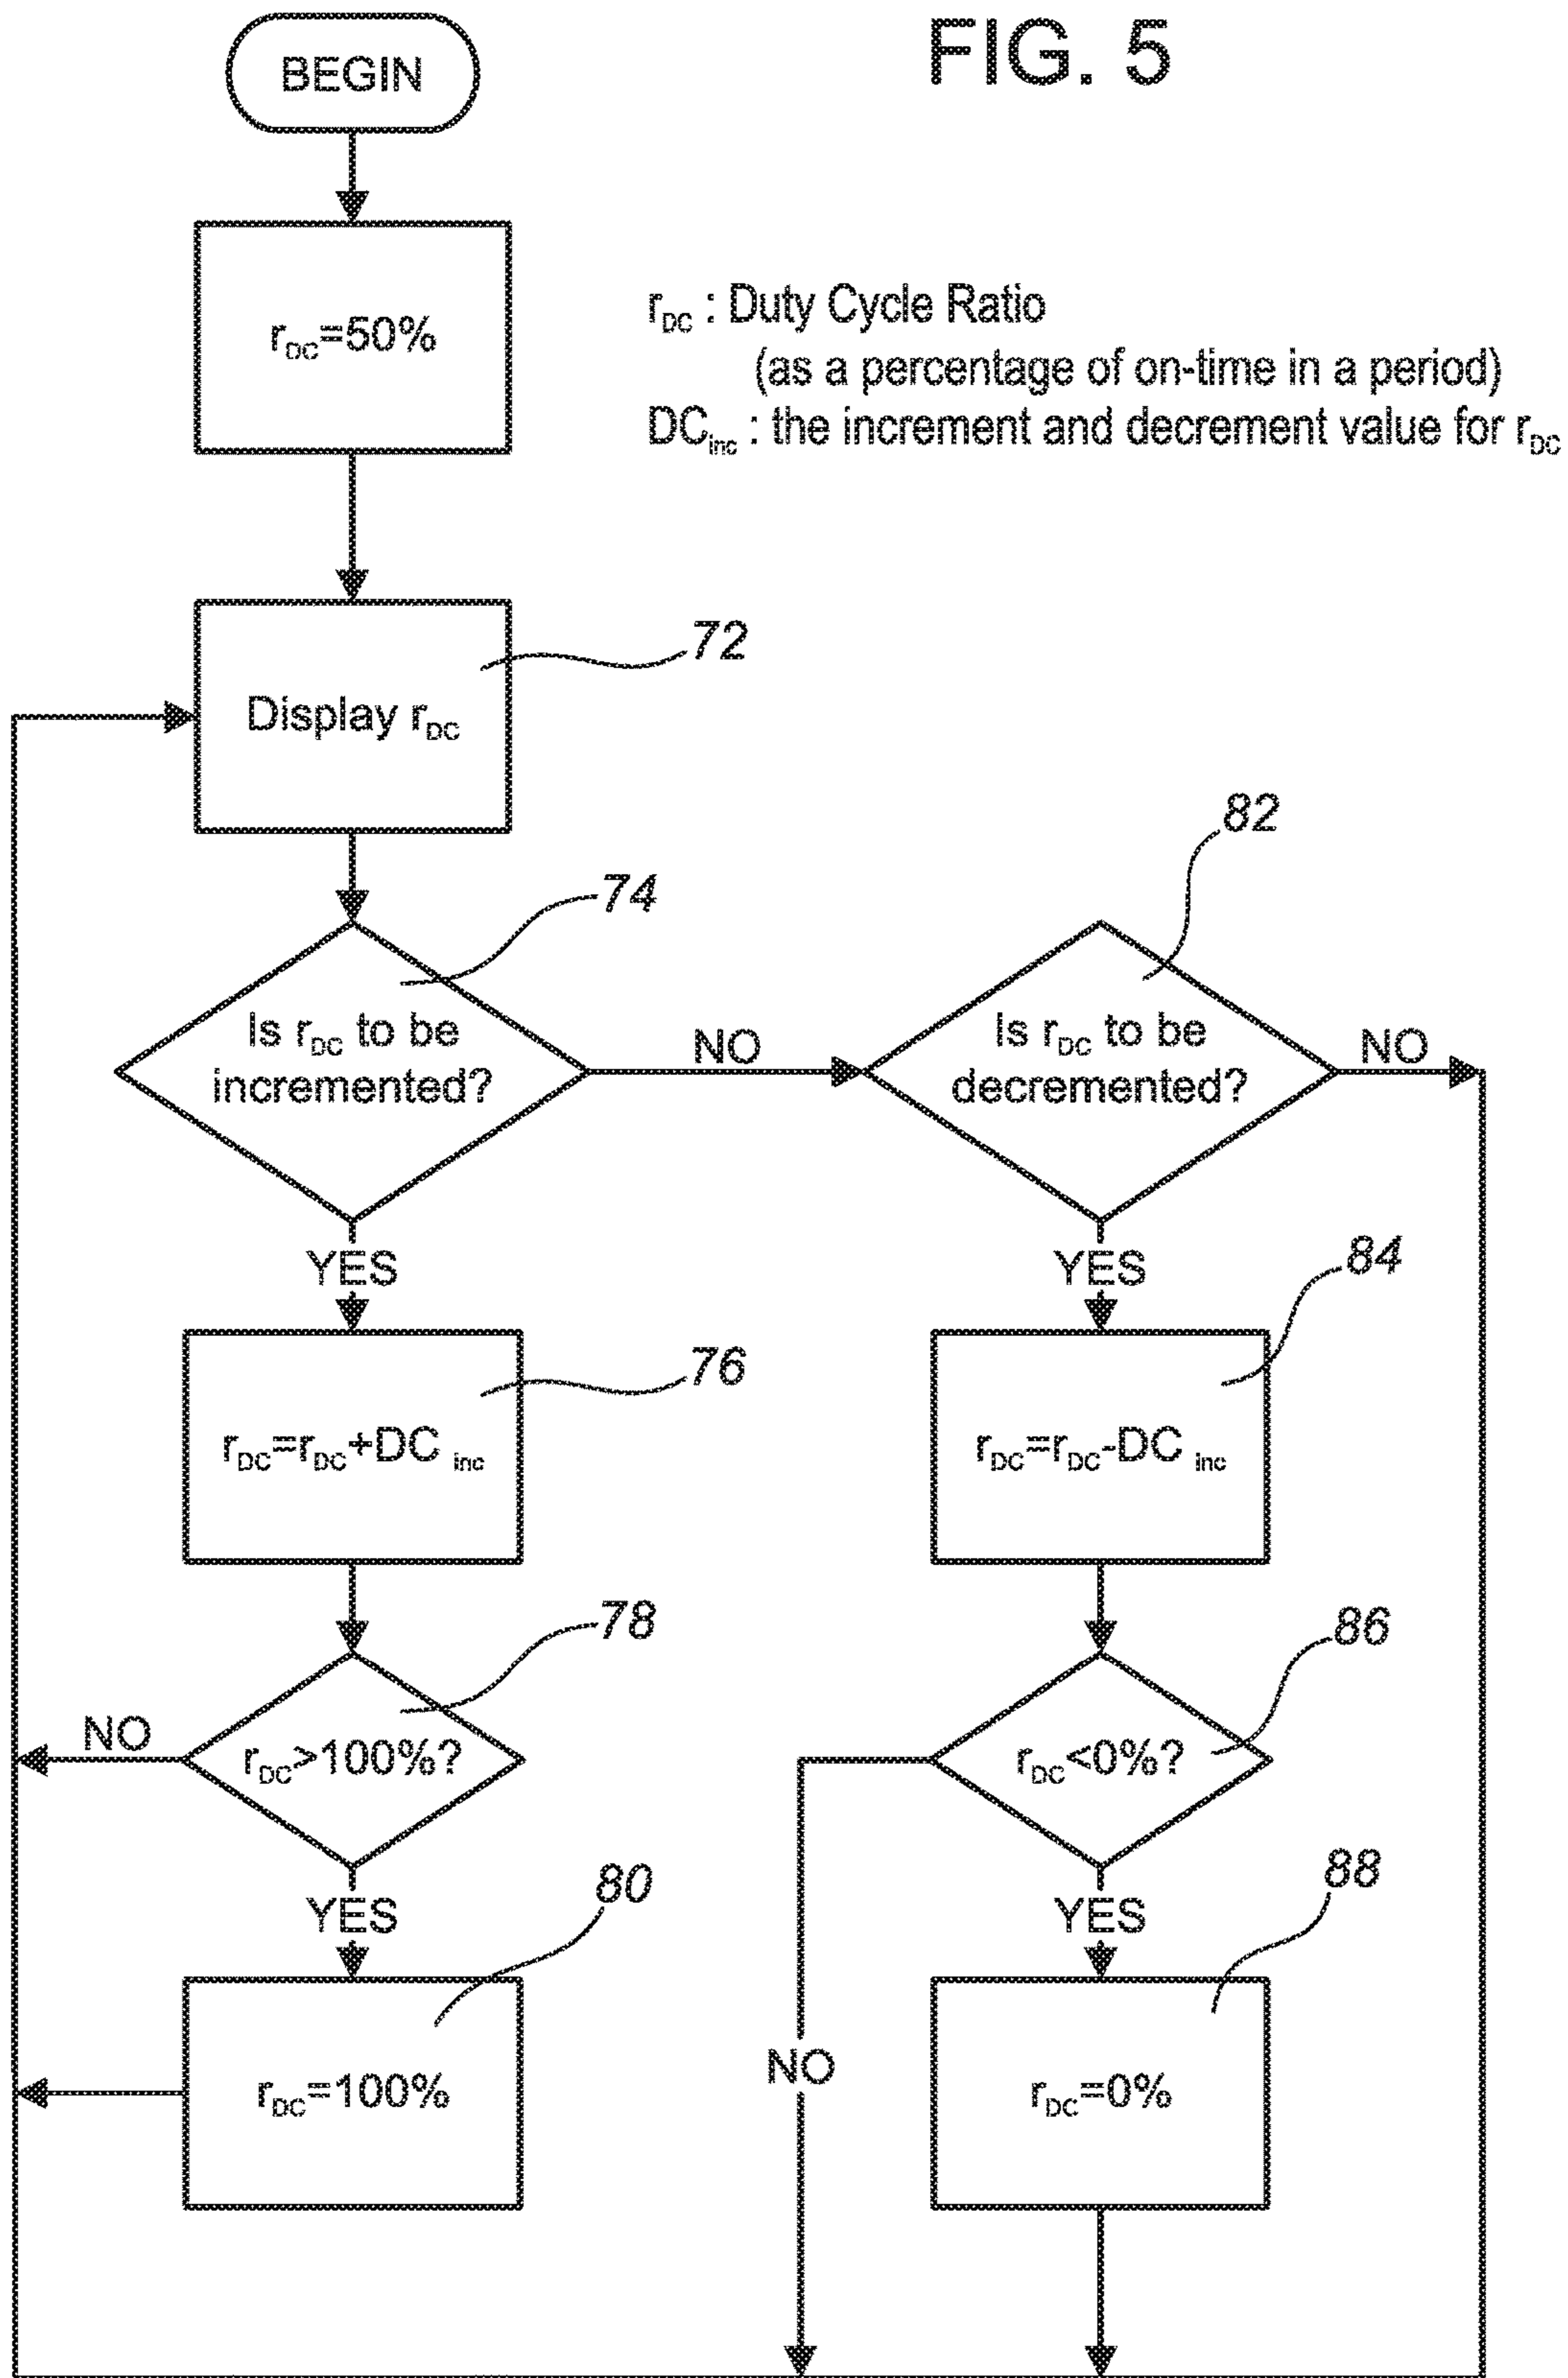 FIG. 5
BEGIN
rDC=50%
rDC : Duty Cycle Ratio
(as a percentage of on-time in a period)
DCinc : the increment and decrement value for rDC
72
Display rDC
82
74
Is rDC to be
incremented?
NO
Is rDC to be
decremented?
NO
YES
YES
84
76
rDC=rDC+DC inc
rDC=rDC-DC inc
78
86
NO
rDC>100%?
rDC<0%?
80
88
YES
YES
NO
rDC=100%
rDC=0%